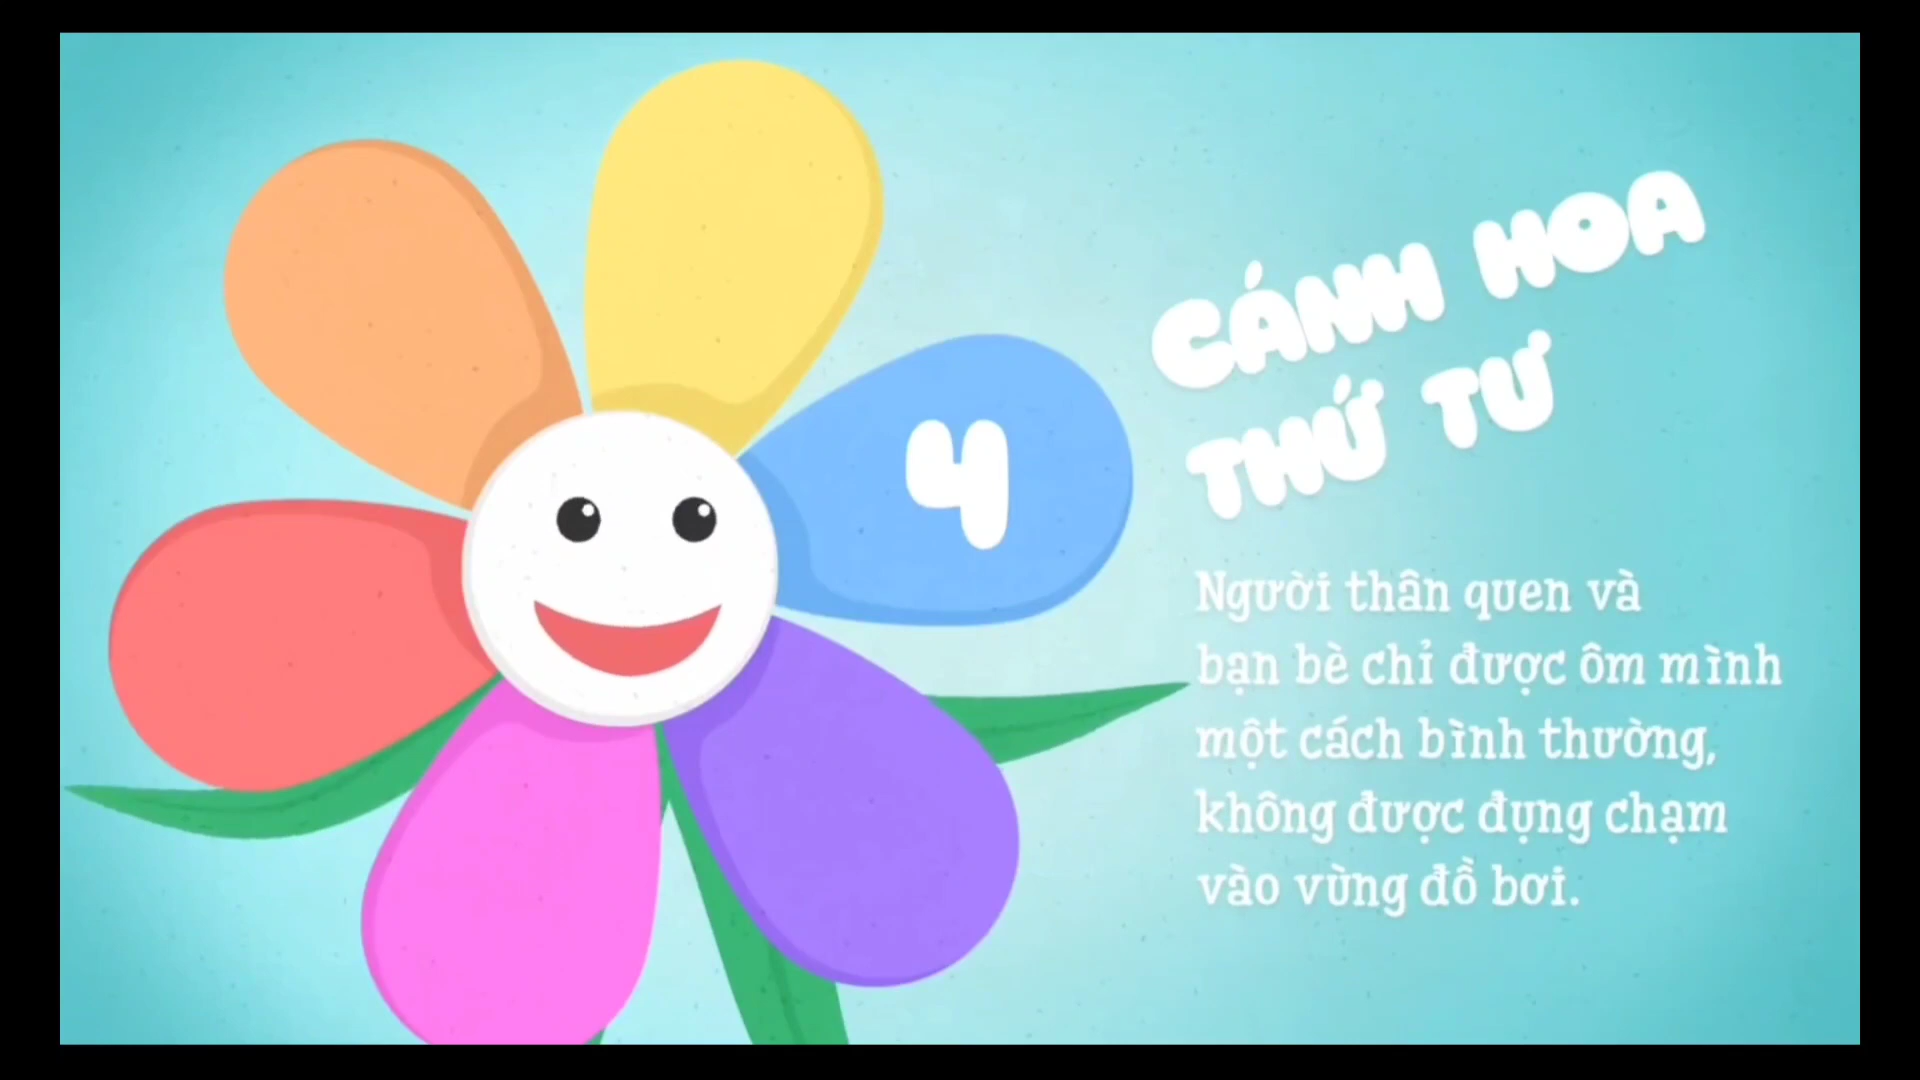 4
CÁNH HOA
THỨ TƯ
Người thân quen và
bạn bè chỉ được ôm mình
một cách bình thường,
không được đụng chạm
vào vùng đồ bơi.